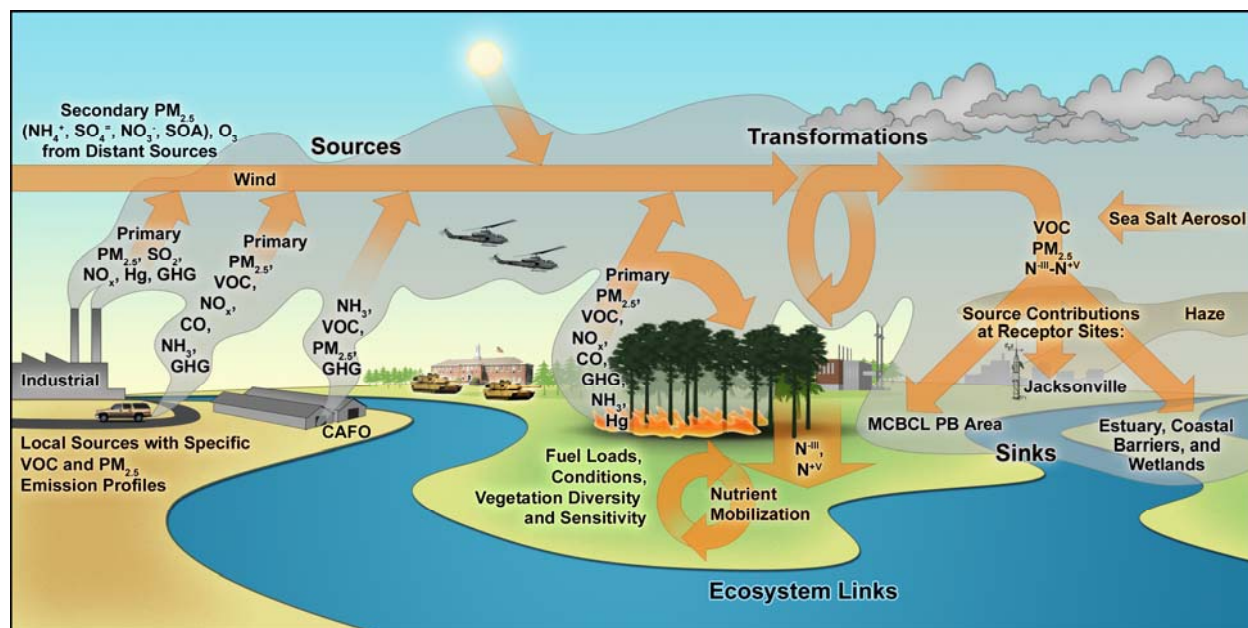 Secondary PM₂.₅
(NH₄⁺, SO₄⁼, NO₃⁻, SOA), O₃
from Distant Sources
Sources
Transformations
Wind
Sea Salt Aerosol
Primary
PM₂.₅, SO₂,
NOₓ, Hg, GHG
Primary
PM₂.₅,
VOC,
NOₓ,
CO,
NH₃,
GHG
NH₃,
VOC,
PM₂.₅,
GHG
Primary
PM₂.₅,
VOC,
NOₓ,
CO,
GHG,
NH₃,
Hg
VOC
PM₂.₅
N⁻ᴵᴵᴵ-N⁺ⱽ
Source Contributions
at Receptor Sites:
Haze
Industrial
CAFO
Jacksonville
MCBCL PB Area
Estuary, Coastal
Barriers, and
Wetlands
Sinks
Local Sources with Specific
VOC and PM₂.₅
Emission Profiles
Fuel Loads,
Conditions,
Vegetation Diversity
and Sensitivity
Nutrient
Mobilization
N⁻ᴵᴵᴵ,
N⁺ⱽ
Ecosystem Links